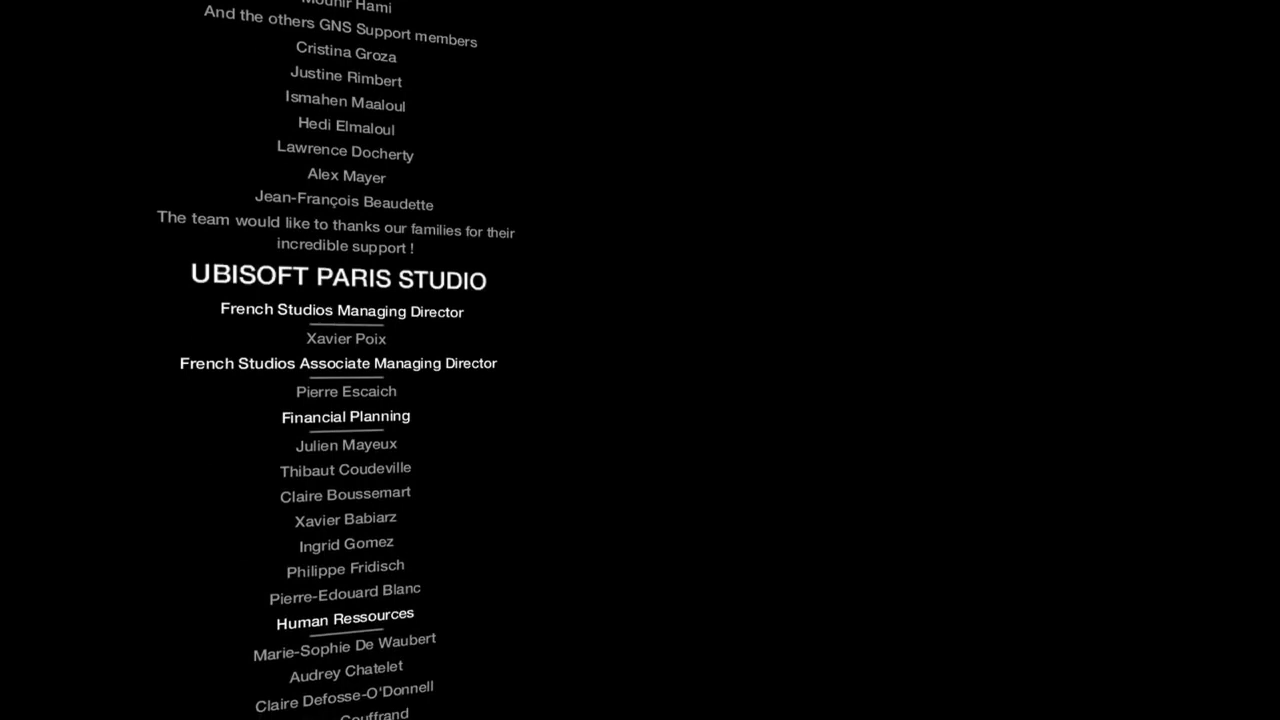 Mounir Hami
And the others GNS Support members
Cristina Groza
Justine Rimbert
Ismahen Maaloul
Hedi Elmaloul
Lawrence Docherty
Alex Mayer
Jean-François Beaudette
The team would like to thanks our families for their
incredible support !
UBISOFT PARIS STUDIO
French Studios Managing Director
Xavier Poix
French Studios Associate Managing Director
Pierre Escaich
Financial Planning
Julien Mayeux
Thibaut Coudeville
Claire Boussemart
Xavier Babiarz
Ingrid Gomez
Philippe Fridisch
Pierre-Edouard Blanc
Human Ressources
Marie-Sophie De Waubert
Audrey Chatelet
Claire Defosse-O'Donnell
Gouffrand